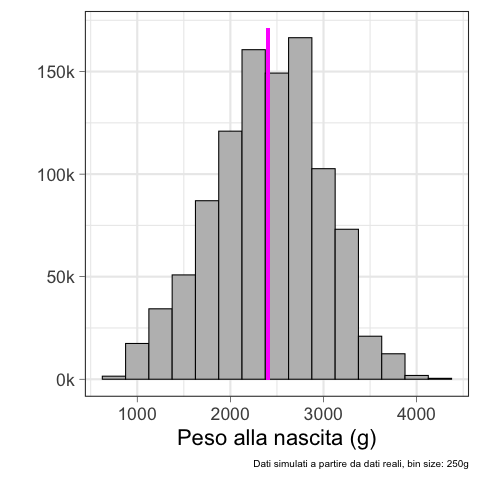 150k
100k
50k
0k
1000 2000 3000 4000
Peso alla nascita (g)
Dati simulati a partire da dati reali, bin size: 250g